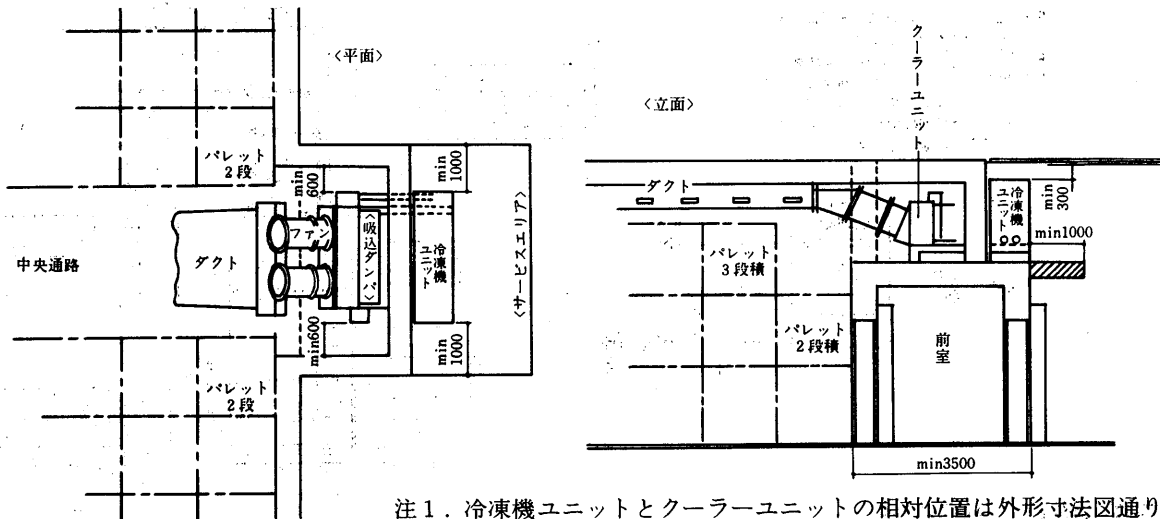 〈平面〉
パレット
2段
min
600
min
1000
〈サービスエリア〉
中央通路
ダクト
ファン
〈吸込ダンパ〉
冷凍機
ユニット
min600
min
1000
パレット
2段
〈立面〉
クーラーユニット
ダクト
冷凍機
ユニット
min
300
min1000
パレット
3段積
パレット
2段積
前室
min3500
注1．冷凍機ユニットとクーラーユニットの相対位置は外形寸法図通り